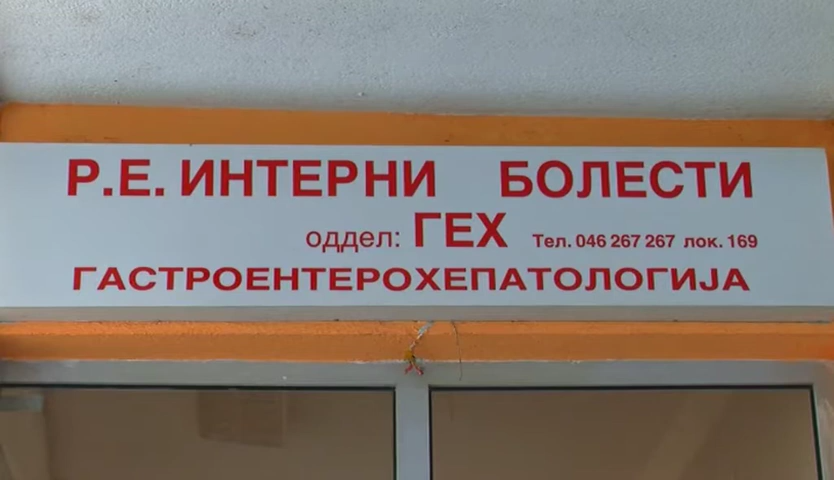 Р.Е. ИНТЕРНИ БОЛЕСТИ
оддел: ГЕХ Тел. 046 267 267 лок. 169
ГАСТРОЕНТЕРОХЕПАТОЛОГИЈА